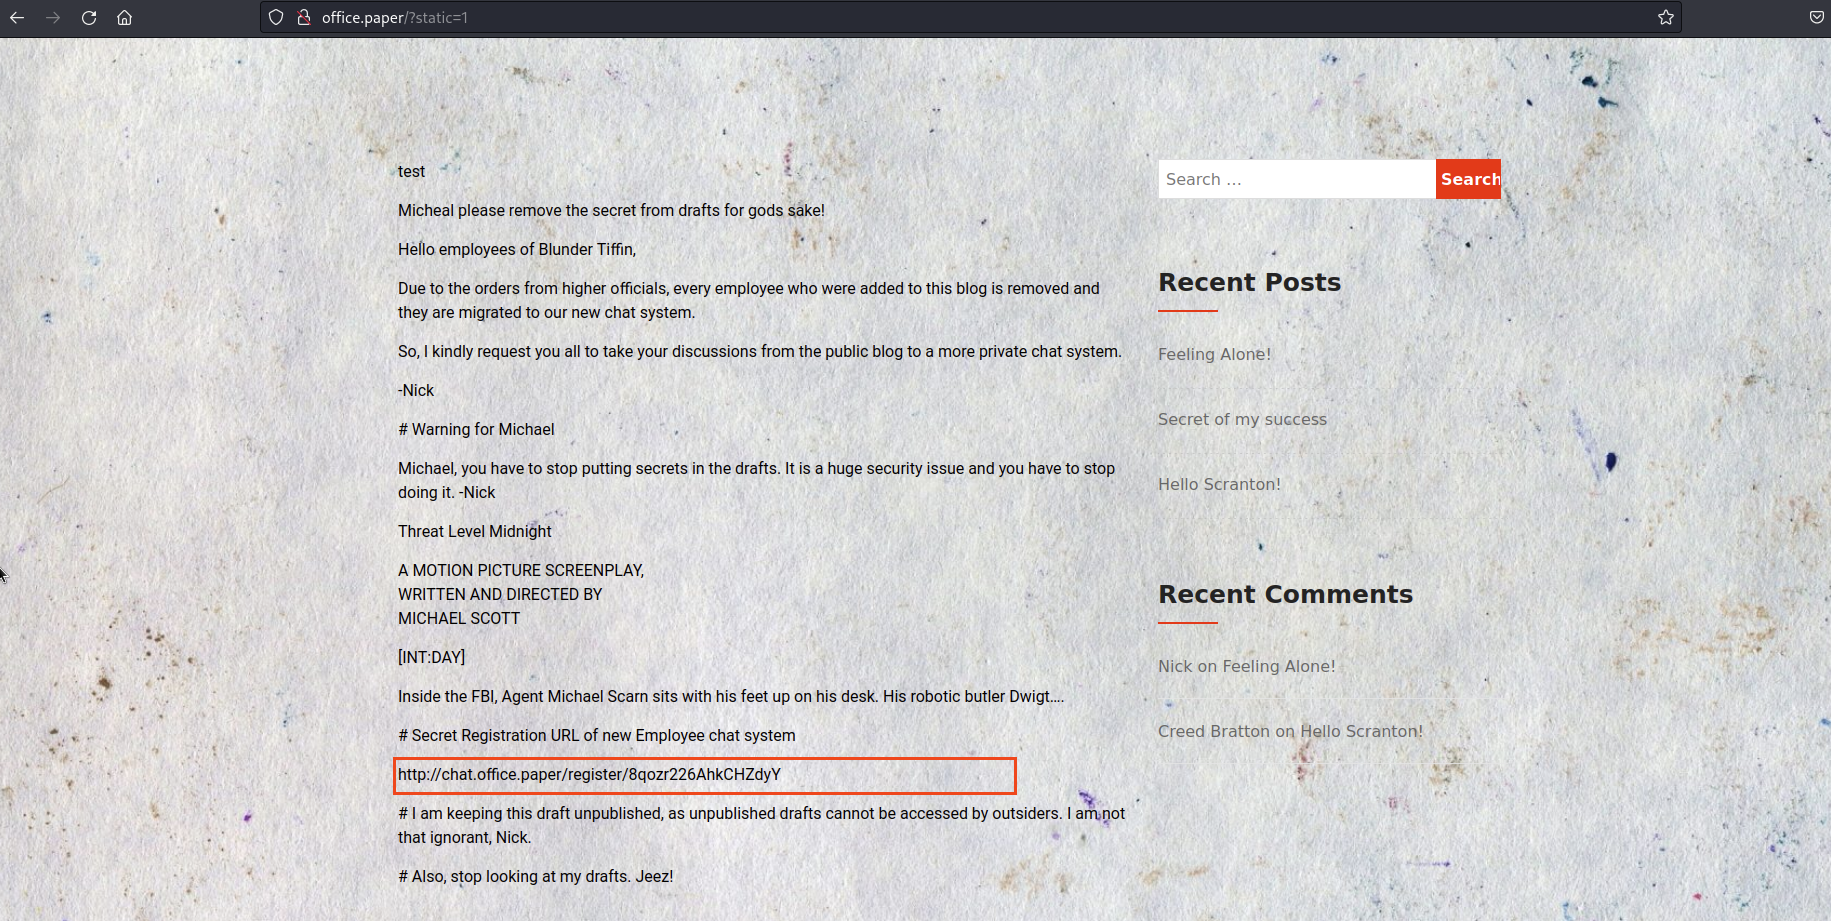 office.paper/?static=1
test
Micheal please remove the secret from drafts for gods sake!
Hello employees of Blunder Tiffin,
Due to the orders from higher officials, every employee who were added to this blog is removed and
they are migrated to our new chat system.
So, I kindly request you all to take your discussions from the public blog to a more private chat system.
-Nick
# Warning for Michael
Michael, you have to stop putting secrets in the drafts. It is a huge security issue and you have to stop
doing it. -Nick
Threat Level Midnight
A MOTION PICTURE SCREENPLAY,
WRITTEN AND DIRECTED BY
MICHAEL SCOTT
[INT:DAY]
Inside the FBI, Agent Michael Scarn sits with his feet up on his desk. His robotic butler Dwigt....
# Secret Registration URL of new Employee chat system
http://chat.office.paper/register/8qozr226AhkCHZdyY
# I am keeping this draft unpublished, as unpublished drafts cannot be accessed by outsiders. I am not
that ignorant, Nick.
# Also, stop looking at my drafts. Jeez!
Search …
Search
Recent Posts
Feeling Alone!
Secret of my success
Hello Scranton!
Recent Comments
Nick on Feeling Alone!
Creed Bratton on Hello Scranton!